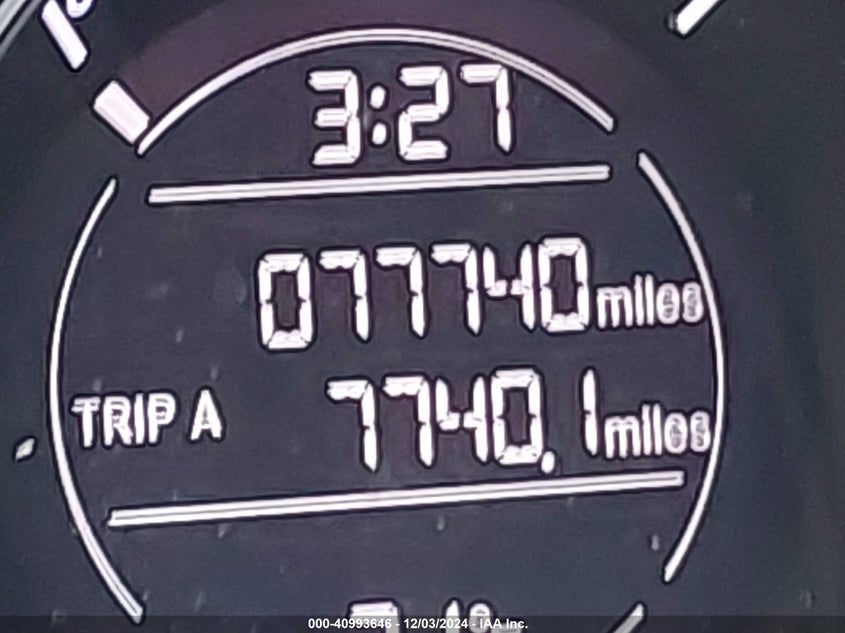 3:27
077740 miles
TRIP A 7740.1 miles
000-40993646 - 12/03/2024 - IAA Inc.